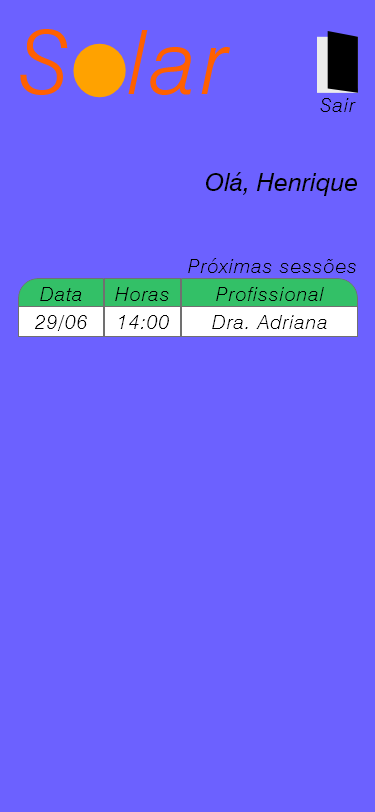 Solar
Sair
Olá, Henrique
Próximas sessões
Data Horas Profissional
29/06 14:00 Dra. Adriana